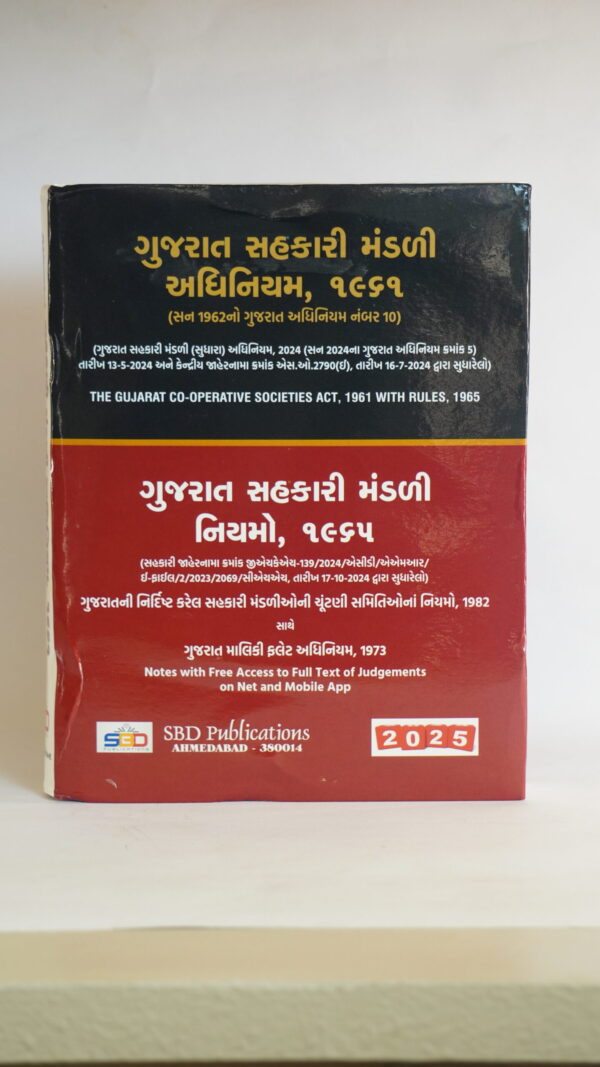 ગુજરાત સહકારી મંડળી
અધિનિયમ, ૧૯૬૧
(સન 1962નો ગુજરાત અધિનિયમ નંબર 10)
(ગુજરાત સહકારી મંડળી (સુધારા) અધિનિયમ, 2024 (સન 2024ના ગુજરાત અધિનિયમ ક્રમાંક 5)
તારીખ 13-5-2024 અને કેન્દ્રીય જાહેરનામા ક્રમાંક એસ.ઓ.2790(ઈ), તારીખ 16-7-2024 દ્વારા સુધારેલો)
THE GUJARAT CO-OPERATIVE SOCIETIES ACT, 1961 WITH RULES, 1965
ગુજરાત સહકારી મંડળી
નિયમો, ૧૯૬૫
(સહકારી જાહેરનામા ક્રમાંક જીએચકેએચ-139/2024/એસીડી/એએમઆર/
ઈ-ફાઈલ/2/2023/2069/સીએચએચ, તારીખ 17-10-2024 દ્વારા સુધારેલો)
ગુજરાતની નિર્દિષ્ટ કરેલ સહકારી મંડળીઓની ચૂંટણી સમિતિઓનાં નિયમો, 1982
સાથે
ગુજરાત માલિકી ફ્લેટ અધિનિયમ, 1973
Notes with Free Access to Full Text of Judgements
on Net and Mobile App
SBD
PUBLICATIONS
SBD Publications
AHMEDABAD - 380014
2025